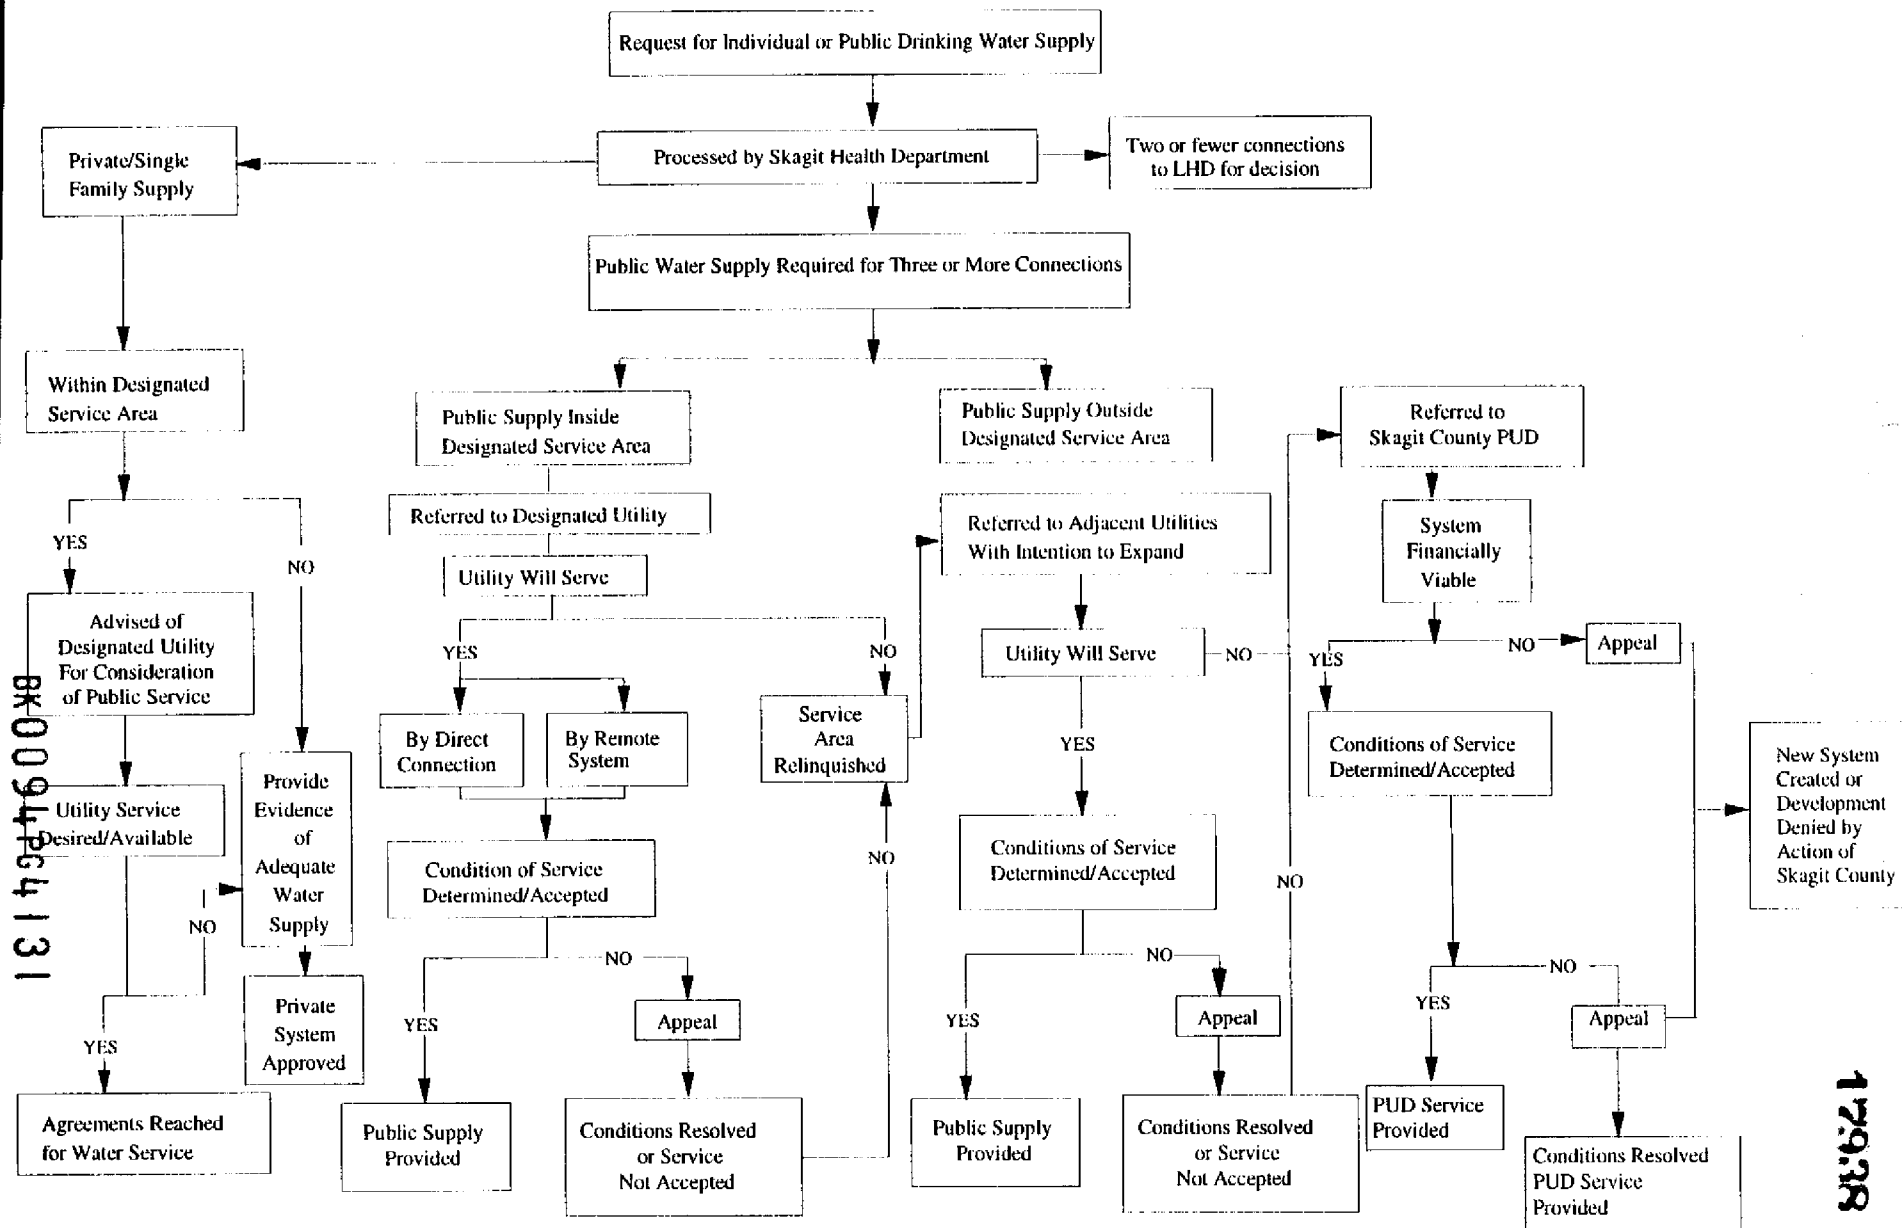 Request for Individual or Public Drinking Water Supply
Private/Single
Family Supply
Processed by Skagit Health Department
Two or fewer connections
to LHD for decision
Public Water Supply Required for Three or More Connections
Within Designated
Service Area
Public Supply Inside
Designated Service Area
Public Supply Outside
Designated Service Area
Referred to
Skagit County PUD
YES
NO
Referred to Designated Utility
Referred to Adjacent Utilities
With Intention to Expand
System
Financially
Viable
Utility Will Serve
Advised of
Designated Utility
For Consideration
of Public Service
YES
NO
Utility Will Serve
NO
YES
NO
Appeal
By Direct
Connection
By Remote
System
Service
Area
Relinquished
YES
Conditions of Service
Determined/Accepted
New System
Created or
Development
Denied by
Action of
Skagit County
Utility Service
Desired/Available
Provide
Evidence
of
Adequate
Water
Supply
NO
Condition of Service
Determined/Accepted
NO
Conditions of Service
Determined/Accepted
NO
YES
Private
System
Approved
YES
NO
Appeal
YES
NO
Appeal
YES
NO
Appeal
Agreements Reached
for Water Service
Public Supply
Provided
Conditions Resolved
or Service
Not Accepted
Public Supply
Provided
Conditions Resolved
or Service
Not Accepted
PUD Service
Provided
Conditions Resolved
PUD Service
Provided
BK0094PG4131
17938